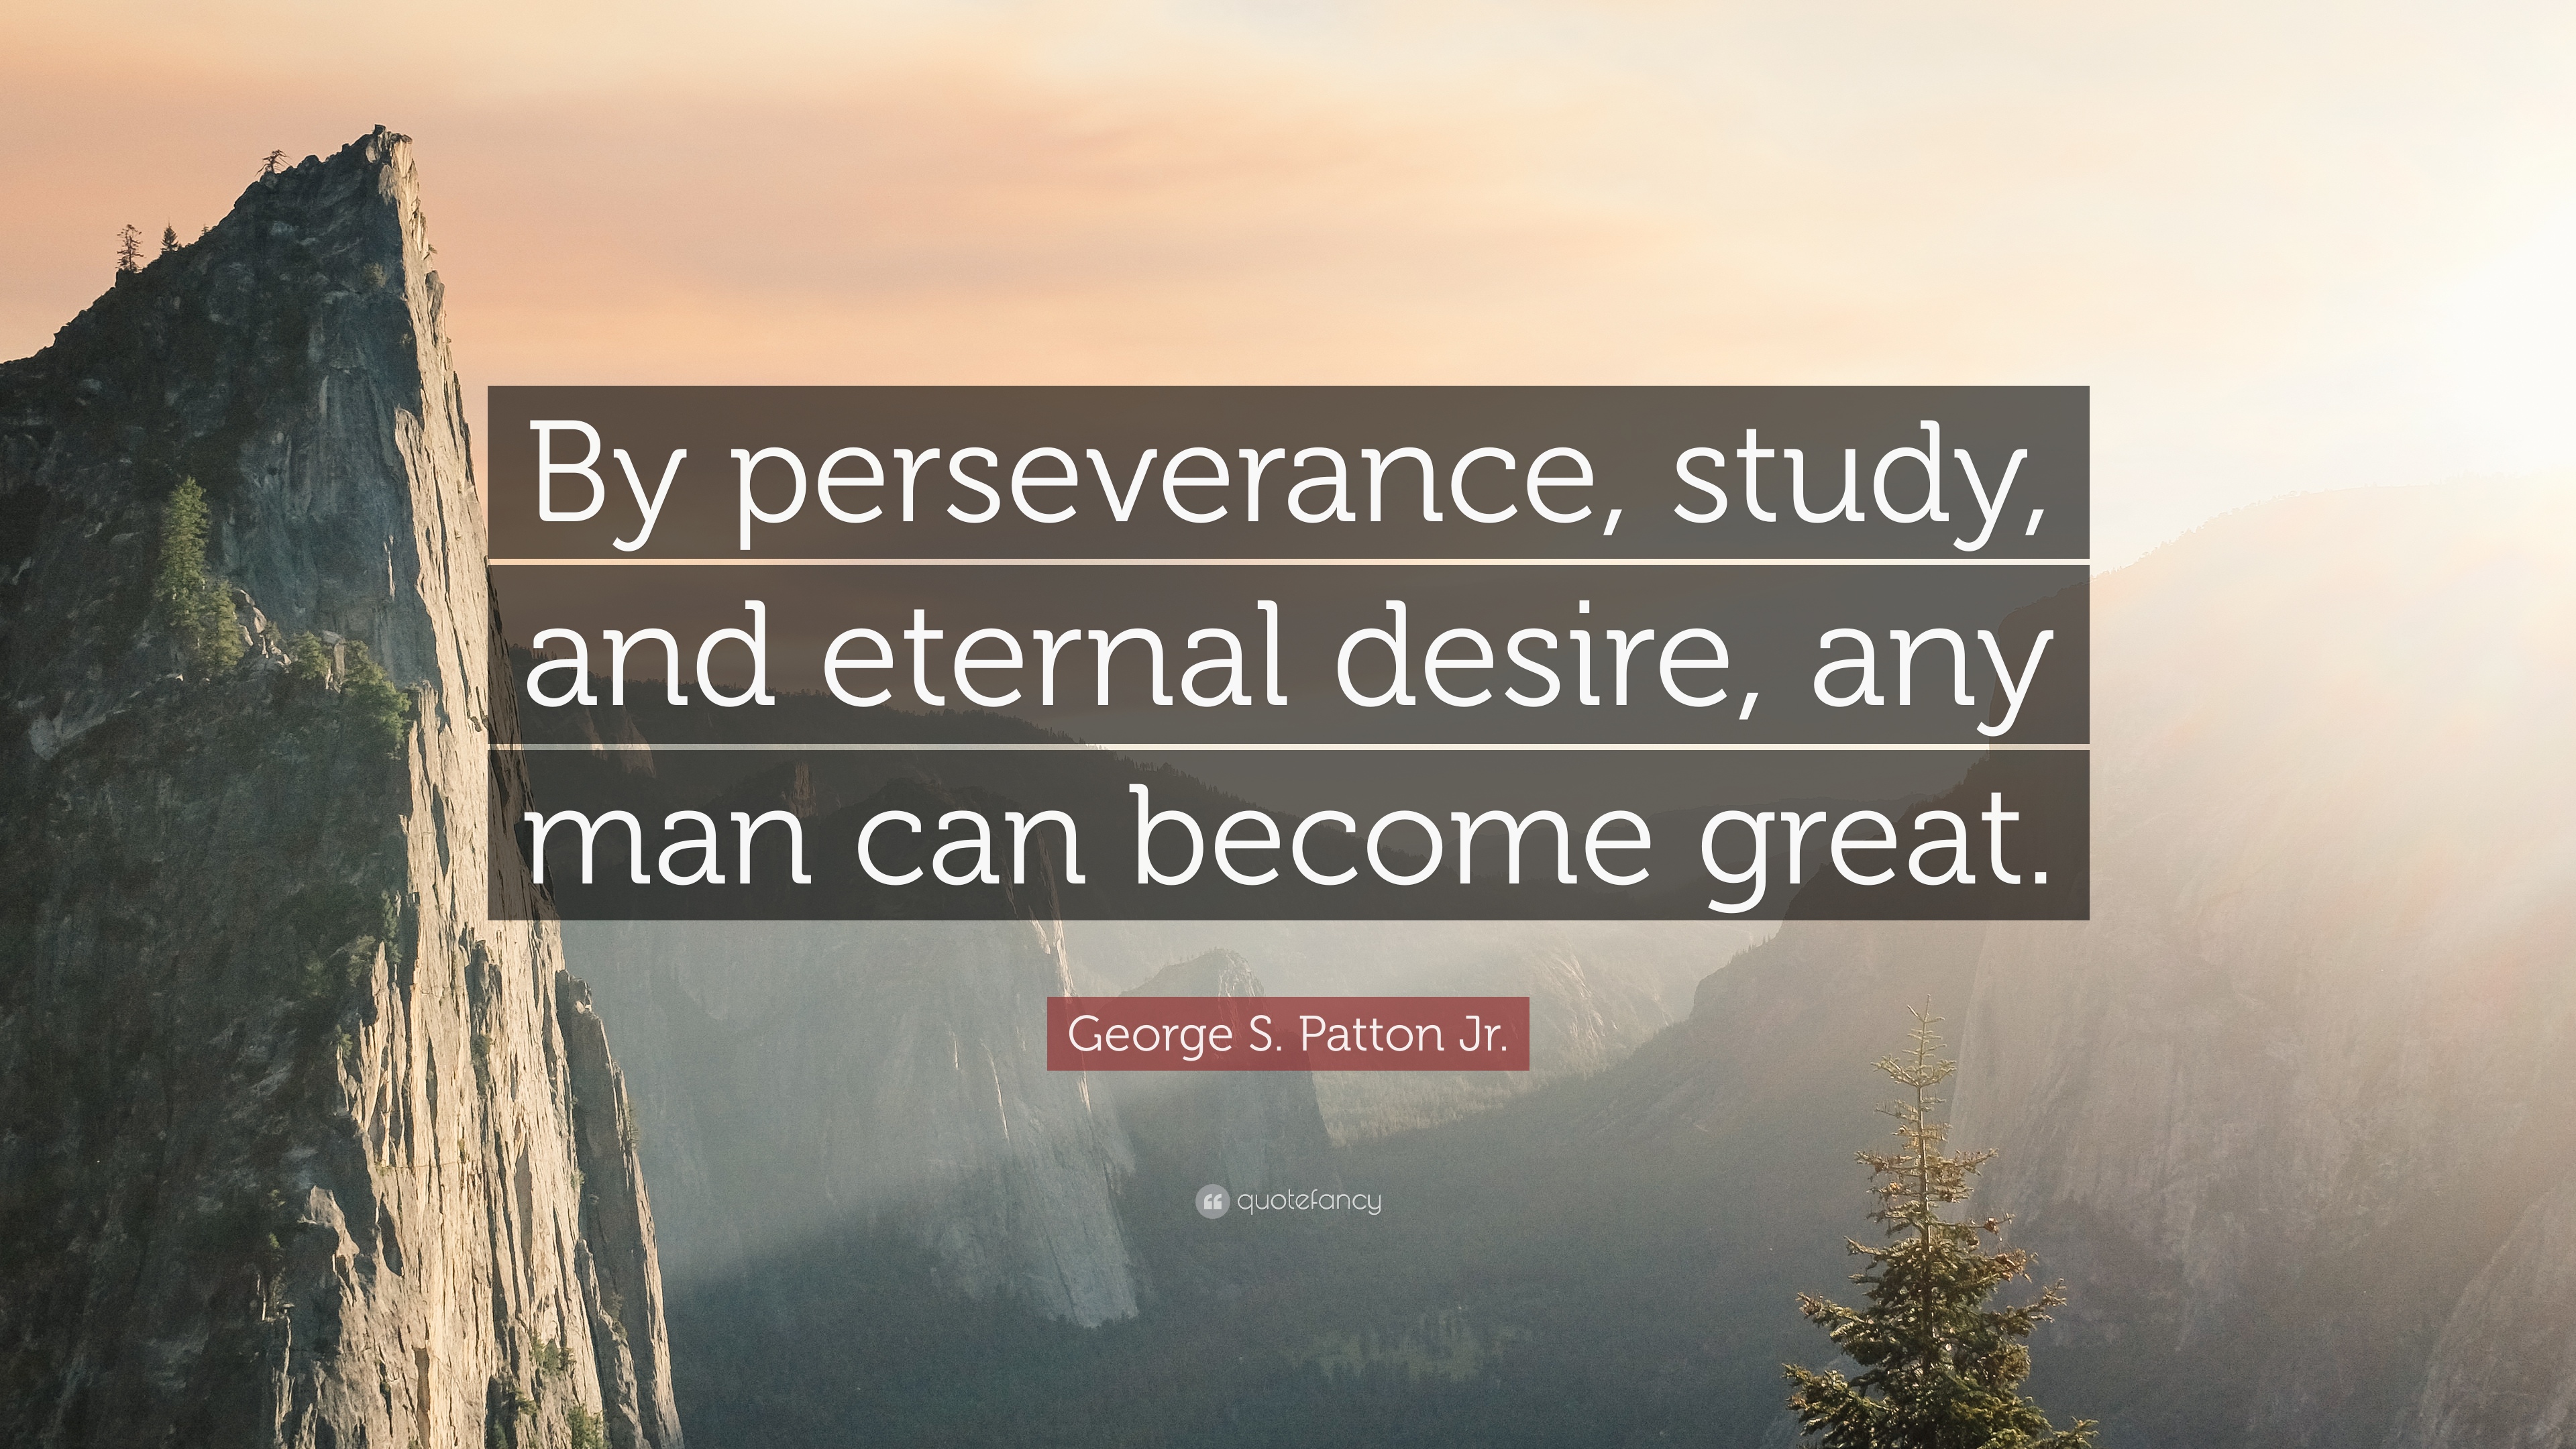 By perseverance, study,
and eternal desire, any
man can become great.
George S. Patton Jr.
quotefancy